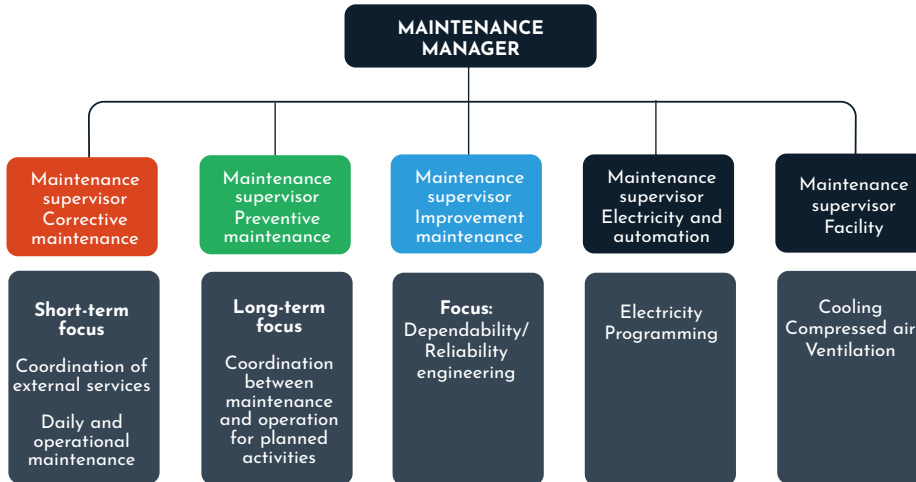 MAINTENANCE
MANAGER
Maintenance
supervisor
Corrective
maintenance
Maintenance
supervisor
Preventive
maintenance
Maintenance
supervisor
Improvement
maintenance
Maintenance
supervisor
Electricity and
automation
Maintenance
supervisor
Facility
Short-term
focus
Coordination of
external services
Daily and
operational
maintenance
Long-term
focus
Coordination
between
maintenance
and operation
for planned
activities
Focus:
Dependability/
Reliability
engineering
Electricity
Programming
Cooling
Compressed air
Ventilation